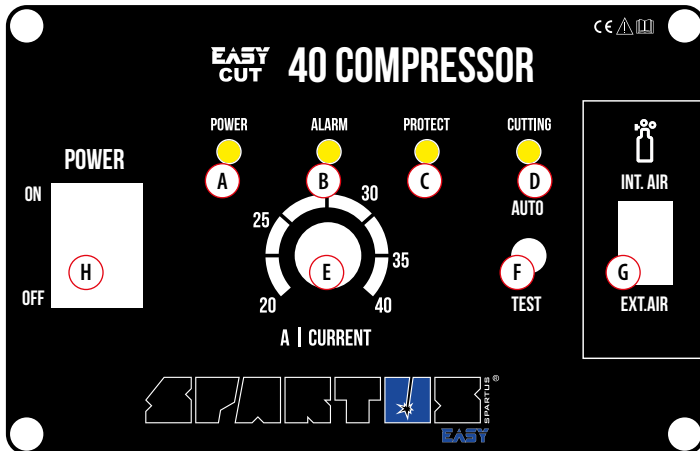 CE
EASY CUT 40 COMPRESSOR
POWER ALARM PROTECT CUTTING
A B C D
POWER
ON
OFF
H
25 30
20 35
40
E
A | CURRENT
AUTO
F
TEST
INT. AIR
G
EXT.AIR
SPARTUS
SPARTUS®
EASY